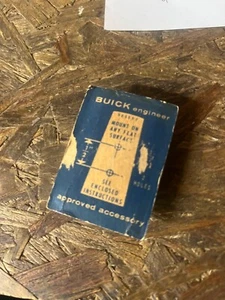 BUICK engineer
MOUNT ON
ANY FLAT
SURFACE
HOLES
SEE
ENCLOSED
INSTRUCTIONS
approved accessory